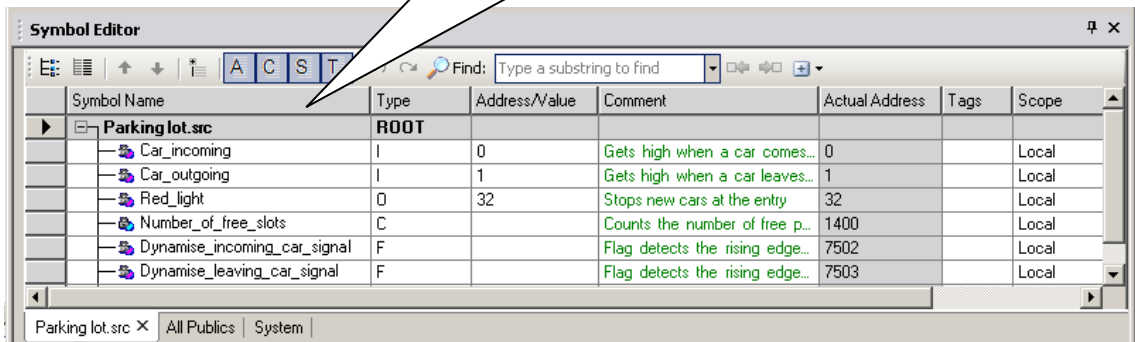 Symbol Editor
A C S T Find: Type a substring to find
Symbol Name Type Address/Value Comment Actual Address Tags Scope
Parking lot.src ROOT
Car_incoming I 0 Gets high when a car comes... 0 Local
Car_outgoing I 1 Gets high when a car leaves... 1 Local
Red_light O 32 Stops new cars at the entry 32 Local
Number_of_free_slots C Counts the number of free p... 1400 Local
Dynamise_incoming_car_signal F Flag detects the rising edge... 7502 Local
Dynamise_leaving_car_signal F Flag detects the rising edge... 7503 Local
Parking lot.src All Publics System